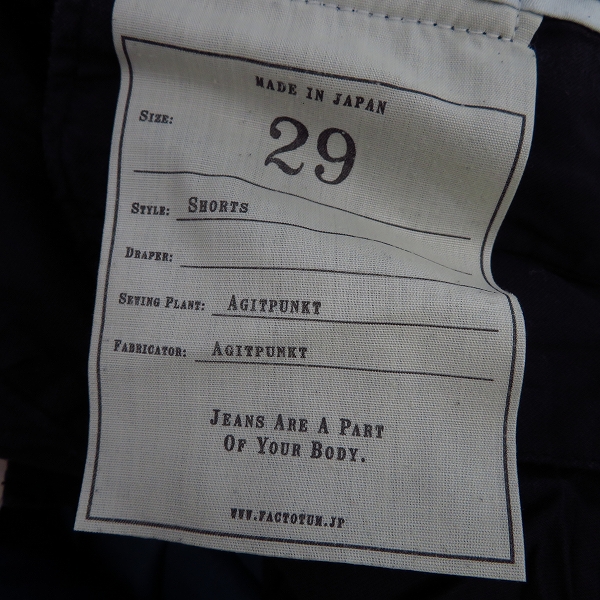 MADE IN JAPAN
SIZE: 29
STYLE: SHORTS
DRAPER:
SEWING PLANT: AGITPUNKT
FABRICATOR: AGITPUNKT
JEANS ARE A PART
OF YOUR BODY.
WWW.FACTOTUM.JP